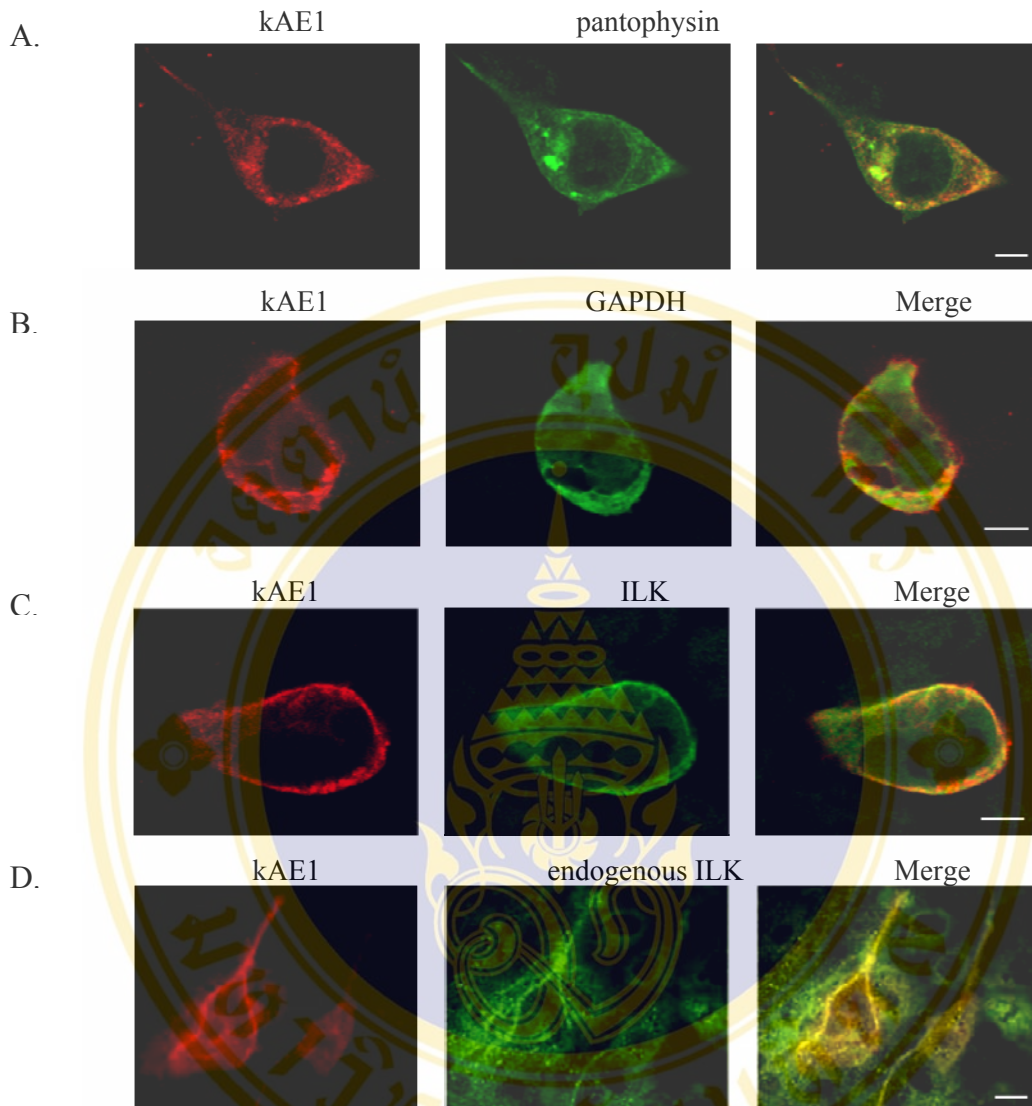 A.
kAE1 pantophysin
B.
kAE1 GAPDH Merge
C.
kAE1 ILK Merge
D.
kAE1 endogenous ILK Merge